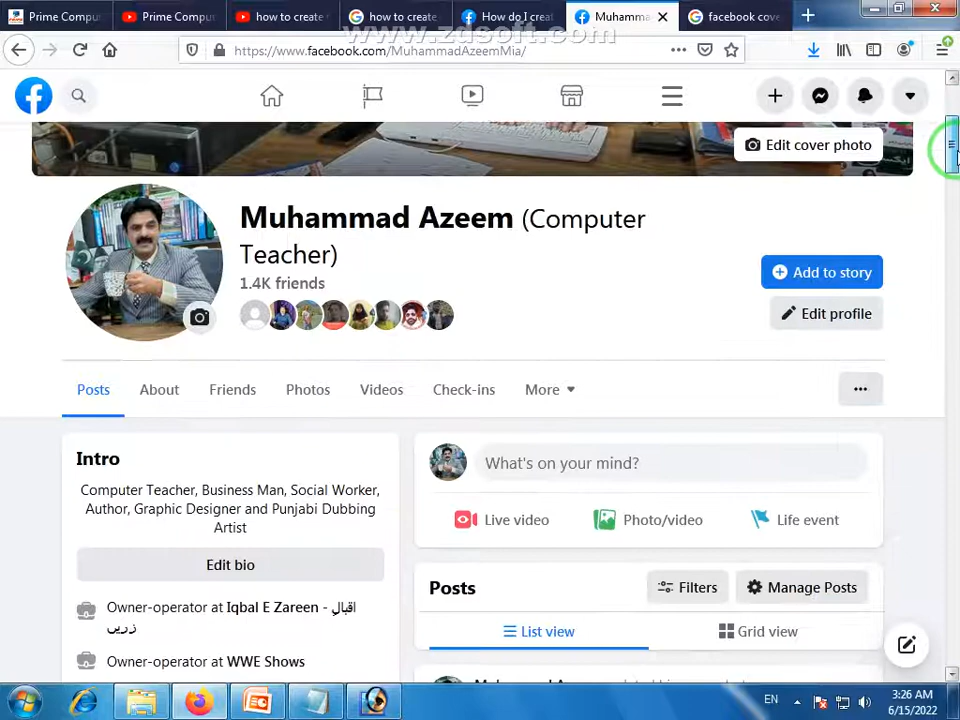 Prime Compu
Prime Compu
how to create
how to create
How do I creat
Muhamma
facebook cove
www.zdsoft.com
https://www.facebook.com/MuhammadAzeemMia/
Edit cover photo
Muhammad Azeem (Computer
Teacher)
1.4K friends
Add to story
Edit profile
Posts About Friends Photos Videos Check-ins More
Intro
Computer Teacher, Business Man, Social Worker,
Author, Graphic Designer and Punjabi Dubbing
Artist
Edit bio
Owner-operator at Iqbal E Zareen - اقبالِ
زریں
Owner-operator at WWE Shows
What's on your mind?
Live video
Photo/video
Life event
Posts
Filters
Manage Posts
List view
Grid view
EN
3:26 AM
6/15/2022